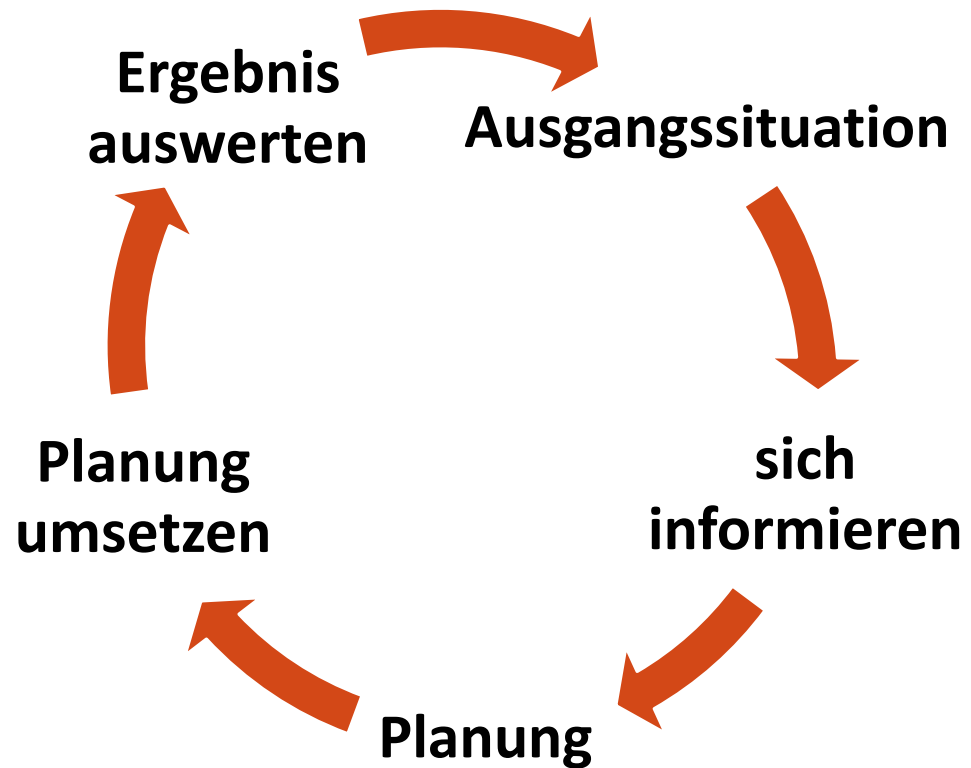 Ergebnis
auswerten
Ausgangssituation
sich
informieren
Planung
Planung
umsetzen